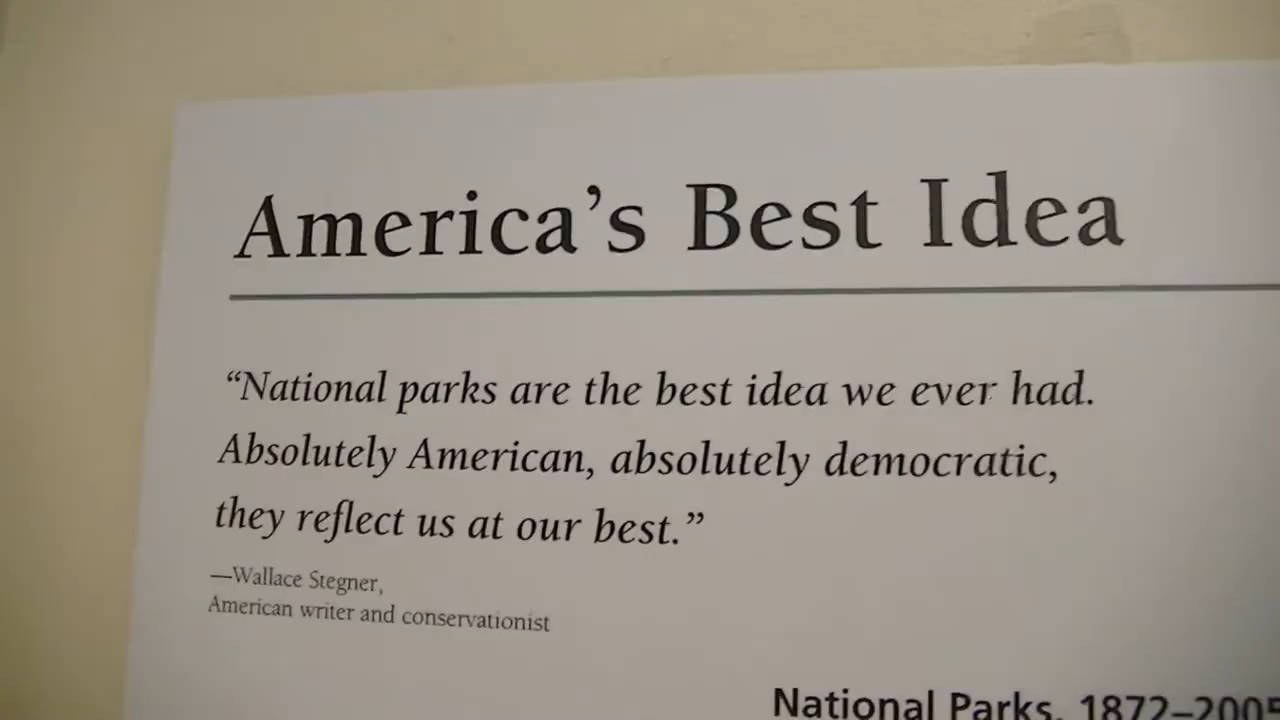 America’s Best Idea
“National parks are the best idea we ever had.
Absolutely American, absolutely democratic,
they reflect us at our best.”
—Wallace Stegner,
American writer and conservationist
National Parks, 1872–2005